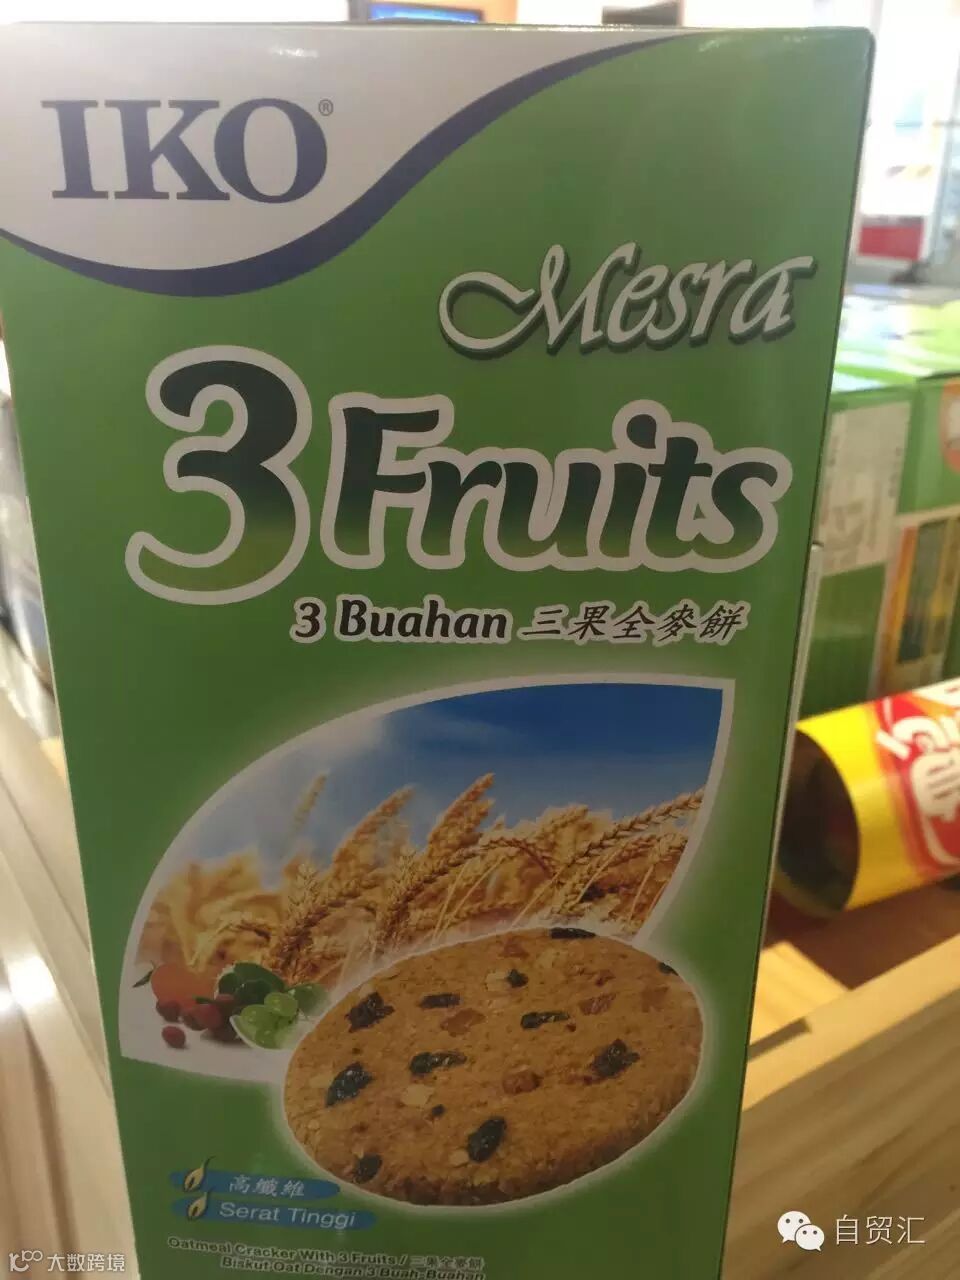 IKO®
Mesra
3 Fruits
3 Buahan 三果全麥餅
高纖維
Serat Tinggi
Oatmeal Cracker With 3 Fruits / 三果全麥餅
Biskut Oat Dengan 3 Buah-Buahan
自贸汇
大数跨境